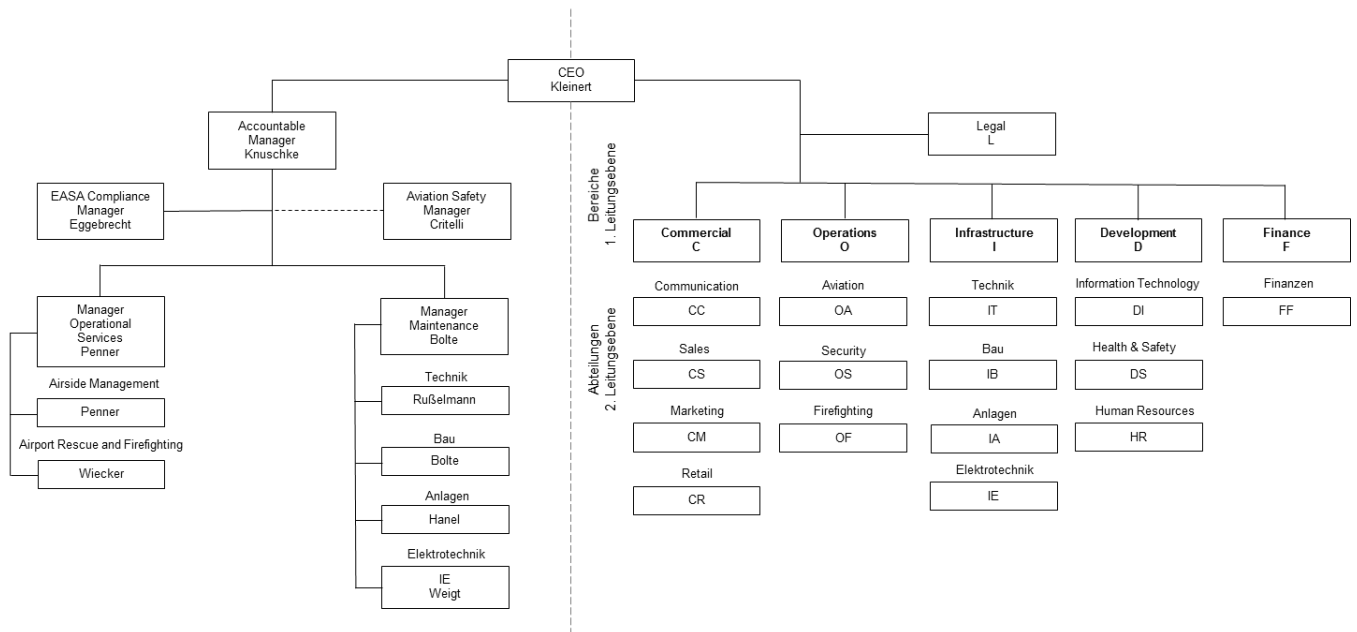 CEO
Kleinert
Accountable
Manager
Knuschke
EASA Compliance
Manager
Eggebrecht
Aviation Safety
Manager
Critelli
Manager
Operational
Services
Penner
Airside Management
Penner
Airport Rescue and Firefighting
Wiecker
Manager
Maintenance
Bolte
Technik
Rußelmann
Bau
Bolte
Anlagen
Hanel
Elektrotechnik
IE
Weigt
Legal
L
Bereiche
1. Leitungsebene
Commercial
C
Operations
O
Infrastructure
I
Development
D
Finance
F
Abteilungen
2. Leitungsebene
Communication
CC
Sales
CS
Marketing
CM
Retail
CR
Aviation
OA
Security
OS
Firefighting
OF
Technik
IT
Bau
IB
Anlagen
IA
Elektrotechnik
IE
Information Technology
DI
Health & Safety
DS
Human Resources
HR
Finanzen
FF